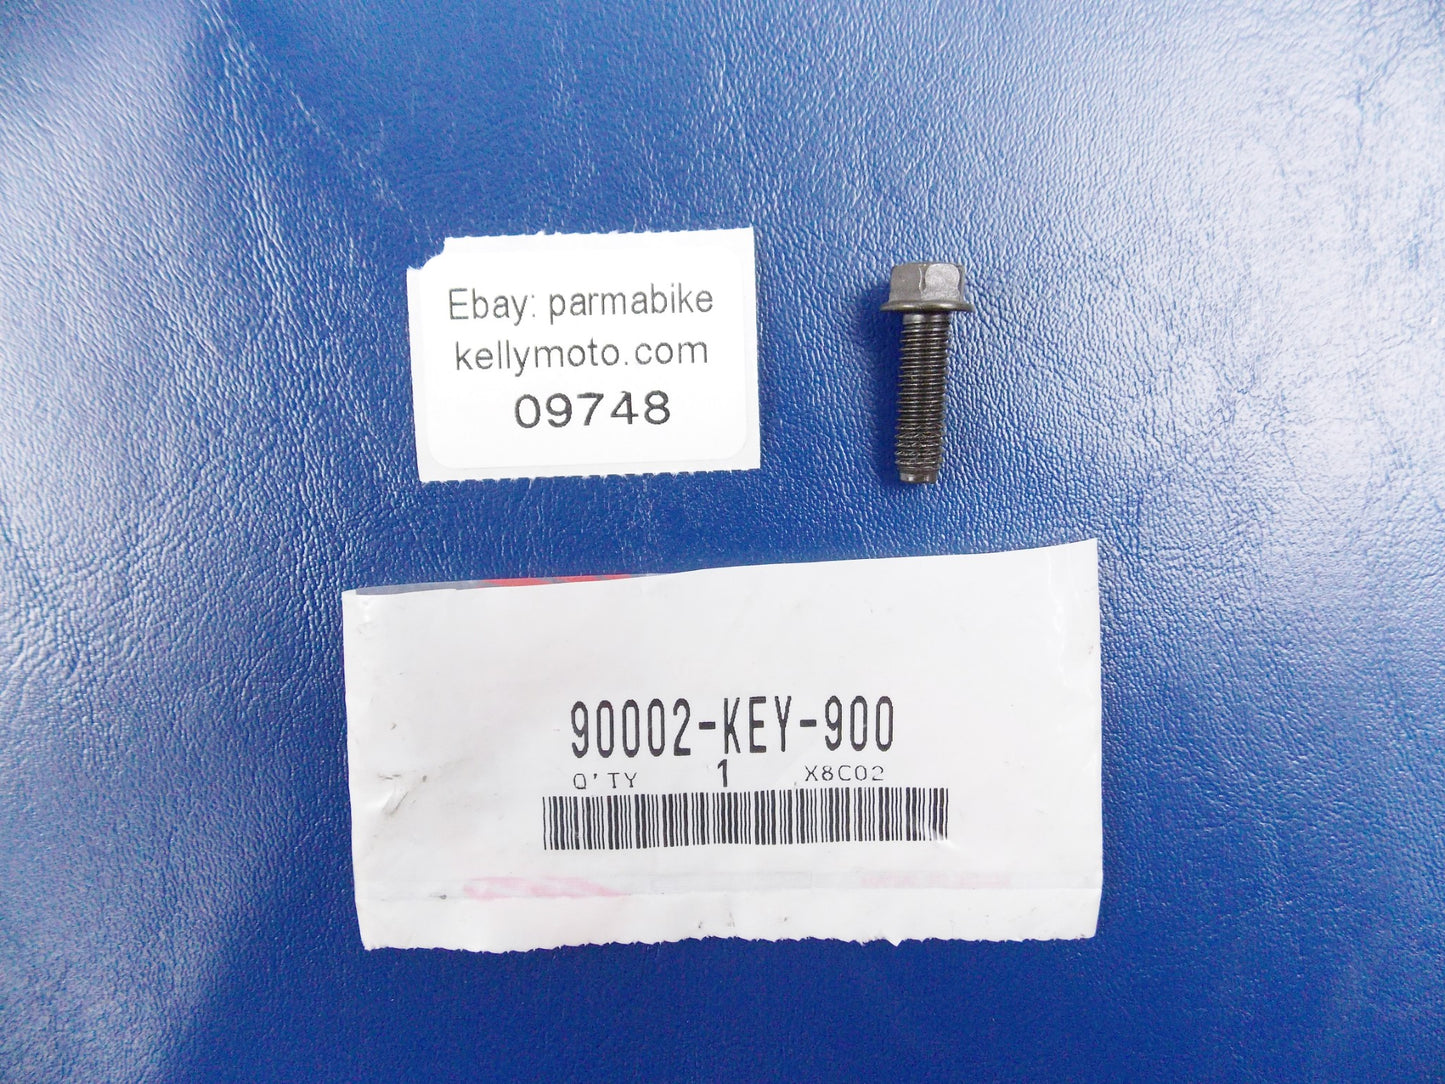 Ebay: parmabike
kellymoto.com
09748
90002-KEY-900
Q'TY 1 X8C02